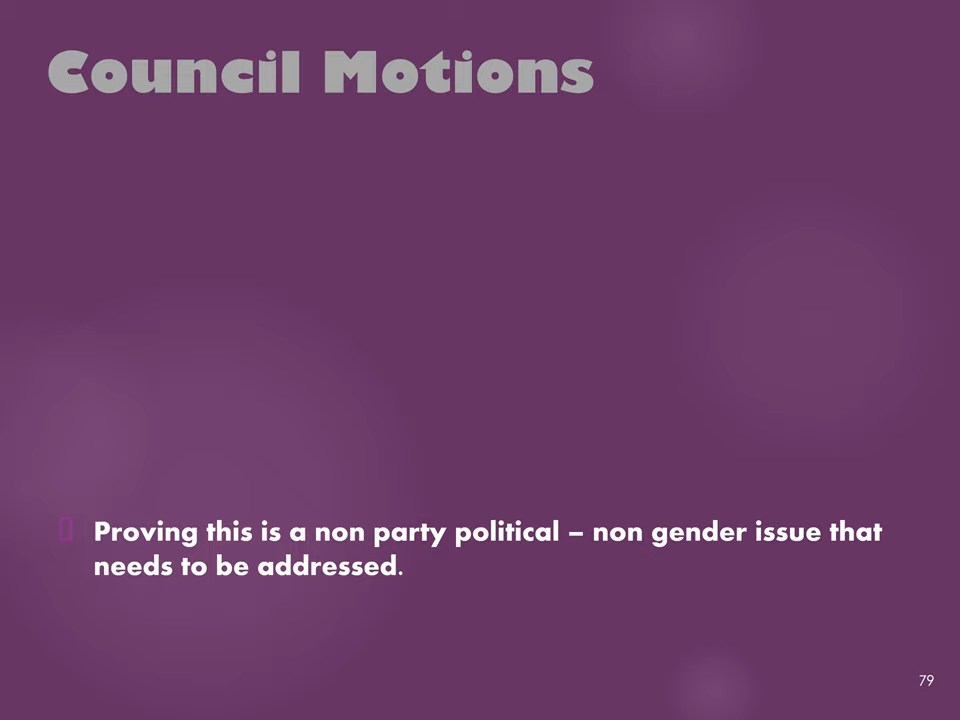 Council Motions
Proving this is a non party political – non gender issue that
needs to be addressed.
79